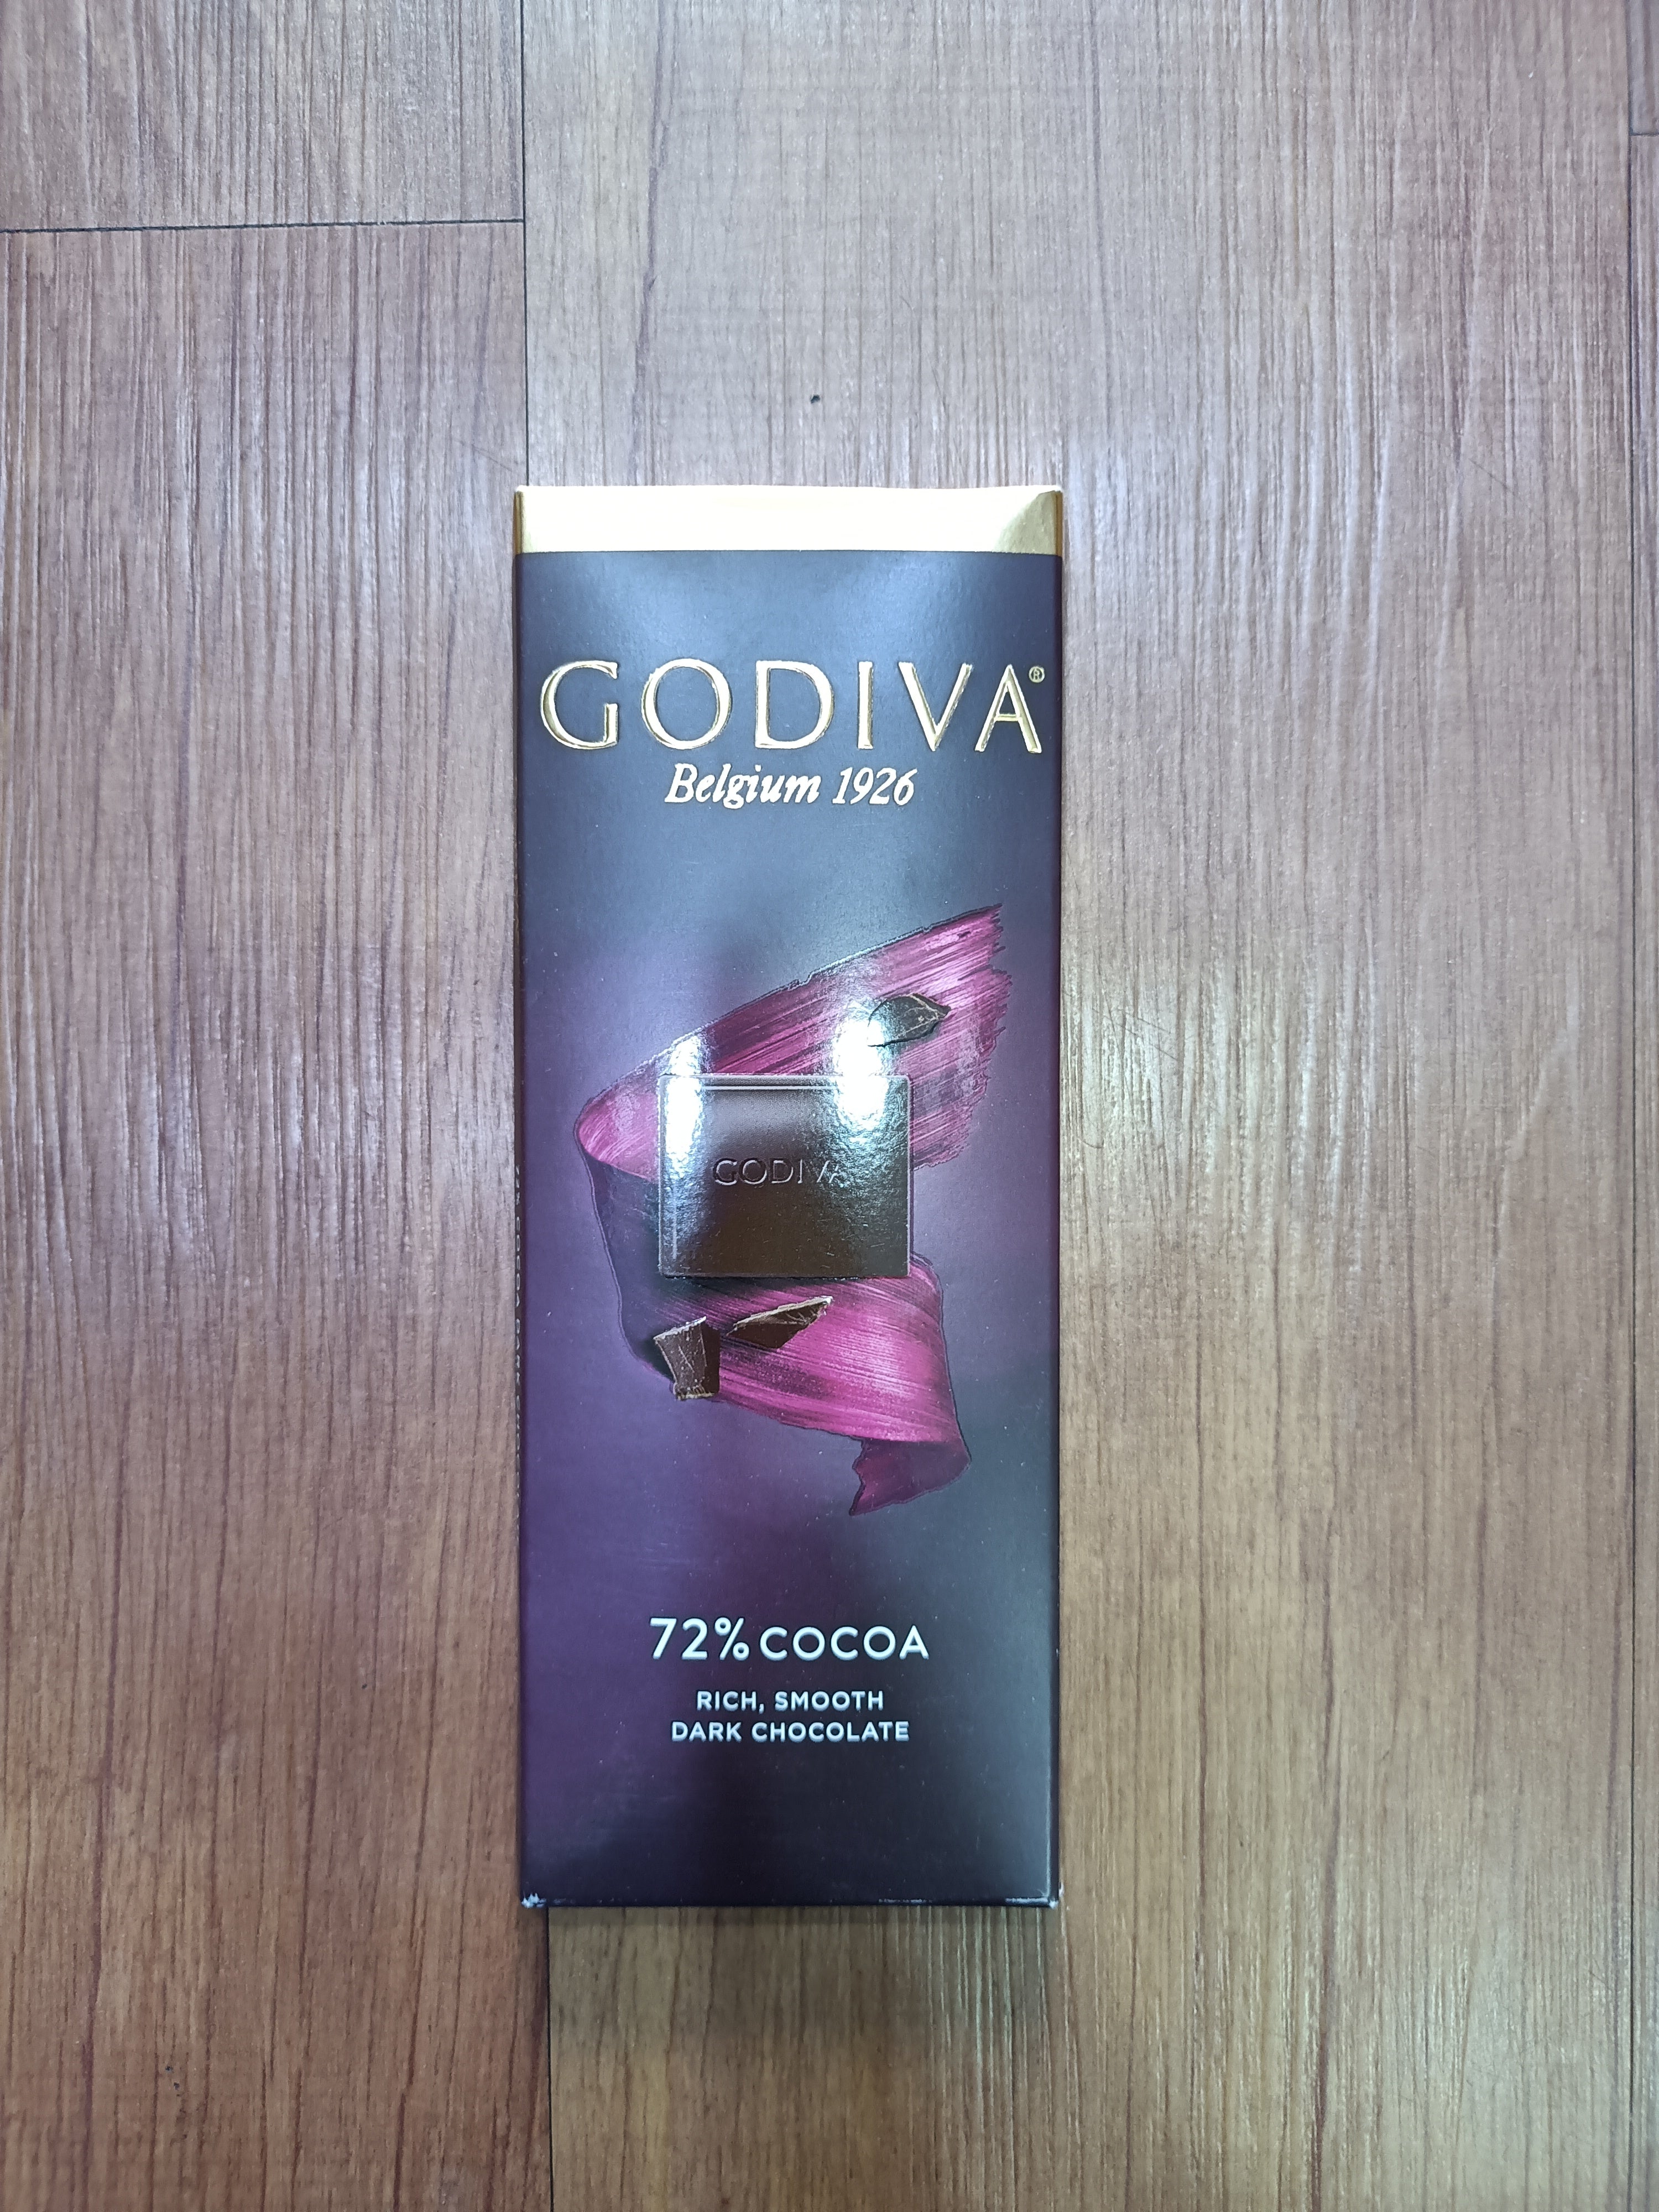 GODIVA®
Belgium 1926
GODIVA
72% COCOA
RICH, SMOOTH
DARK CHOCOLATE